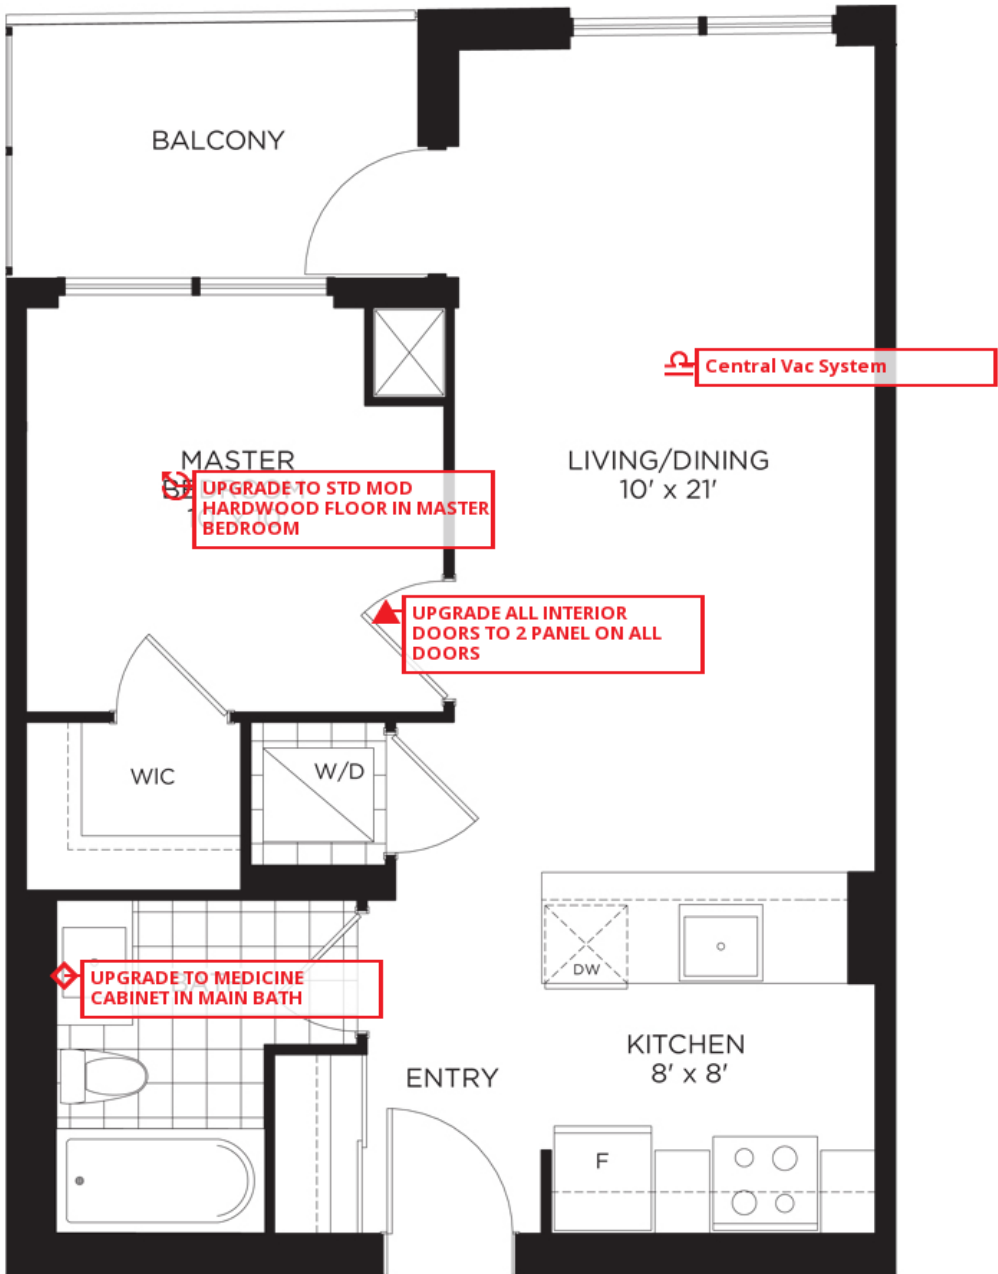 BALCONY
Central Vac System
MASTER
LIVING/DINING
10' x 21'
UPGRADE TO STD MOD
HARDWOOD FLOOR IN MASTER
BEDROOM
UPGRADE ALL INTERIOR
DOORS TO 2 PANEL ON ALL
DOORS
WIC
W/D
DW
UPGRADE TO MEDICINE
CABINET IN MAIN BATH
KITCHEN
8' x 8'
ENTRY
F